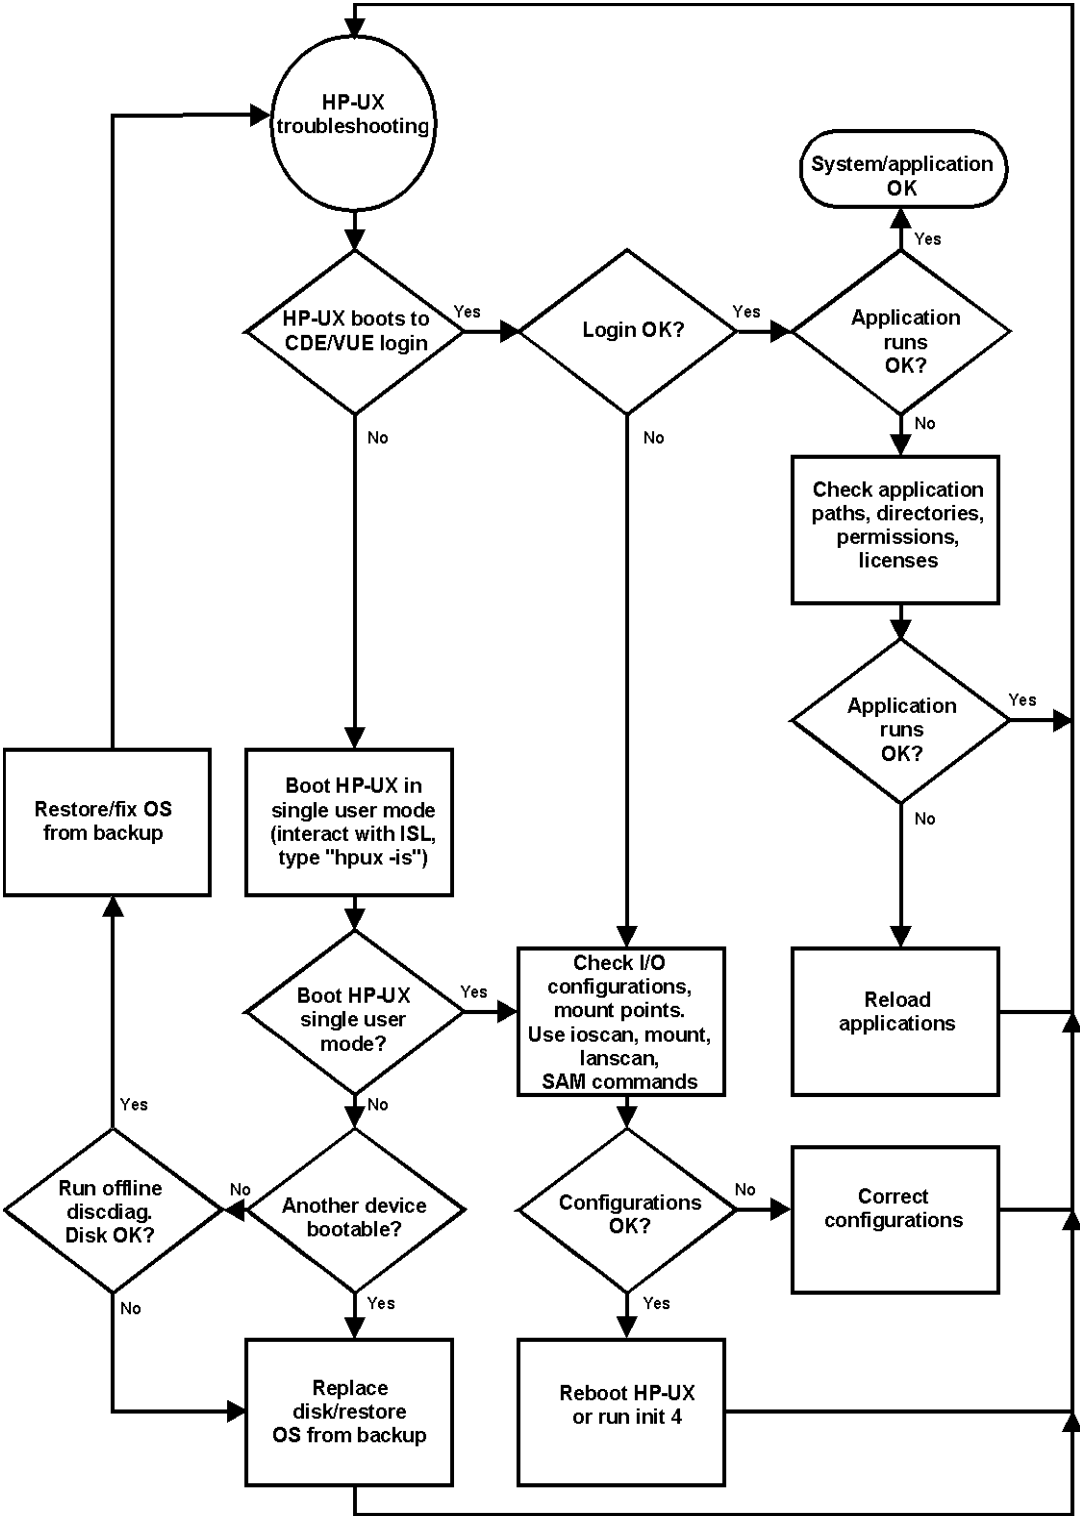 HP-UX
troubleshooting
System/application
OK
Yes
HP-UX boots to
CDE/VUE login
Yes
Login OK?
Yes
Application
runs
OK?
No
No
No
Check application
paths, directories,
permissions,
licenses
Application
runs
OK?
Yes
No
Restore/fix OS
from backup
Boot HP-UX in
single user mode
(interact with ISL,
type "hpux -is")
Boot HP-UX
single user
mode?
Yes
Check I/O
configurations,
mount points.
Use ioscan, mount,
lanscan,
SAM commands
Reload
applications
No
Yes
Run offline
discdiag.
Disk OK?
No
Another device
bootable?
Configurations
OK?
No
Correct
configurations
No
Yes
Yes
Replace
disk/restore
OS from backup
Reboot HP-UX
or run init 4